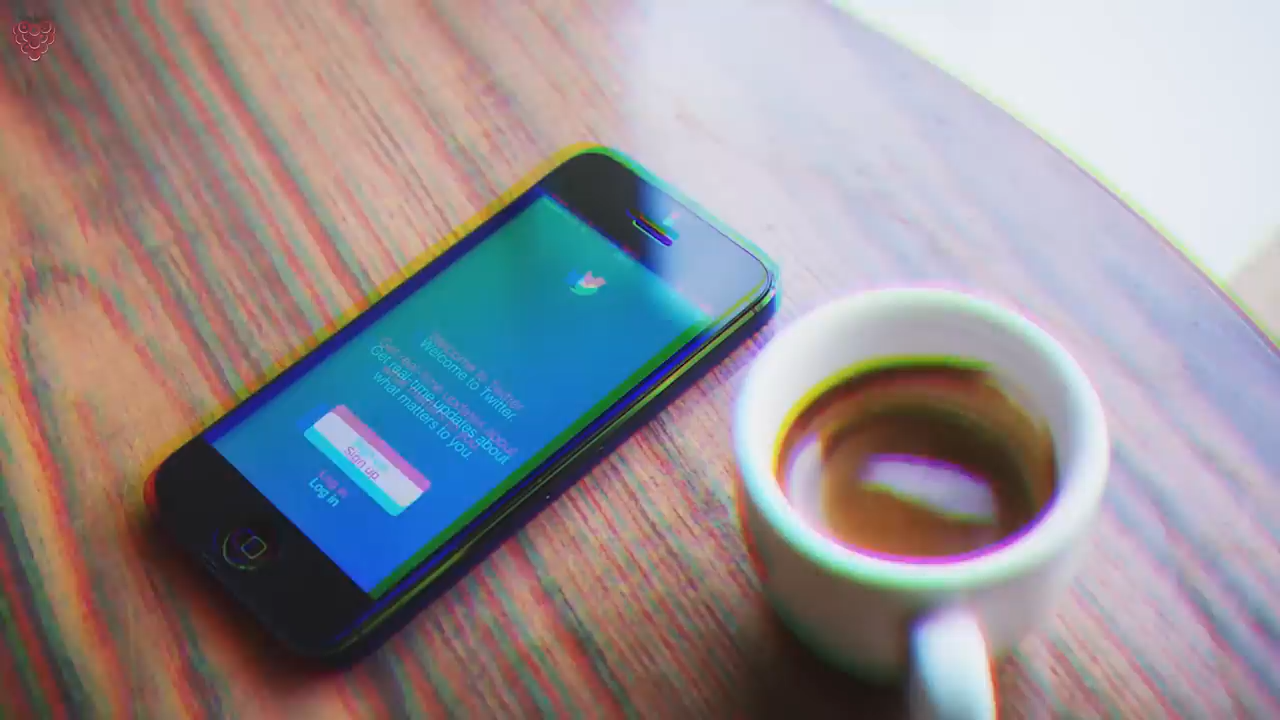 Welcome to Twitter.
Get real-time updates about
what matters to you.
Sign up
Log in